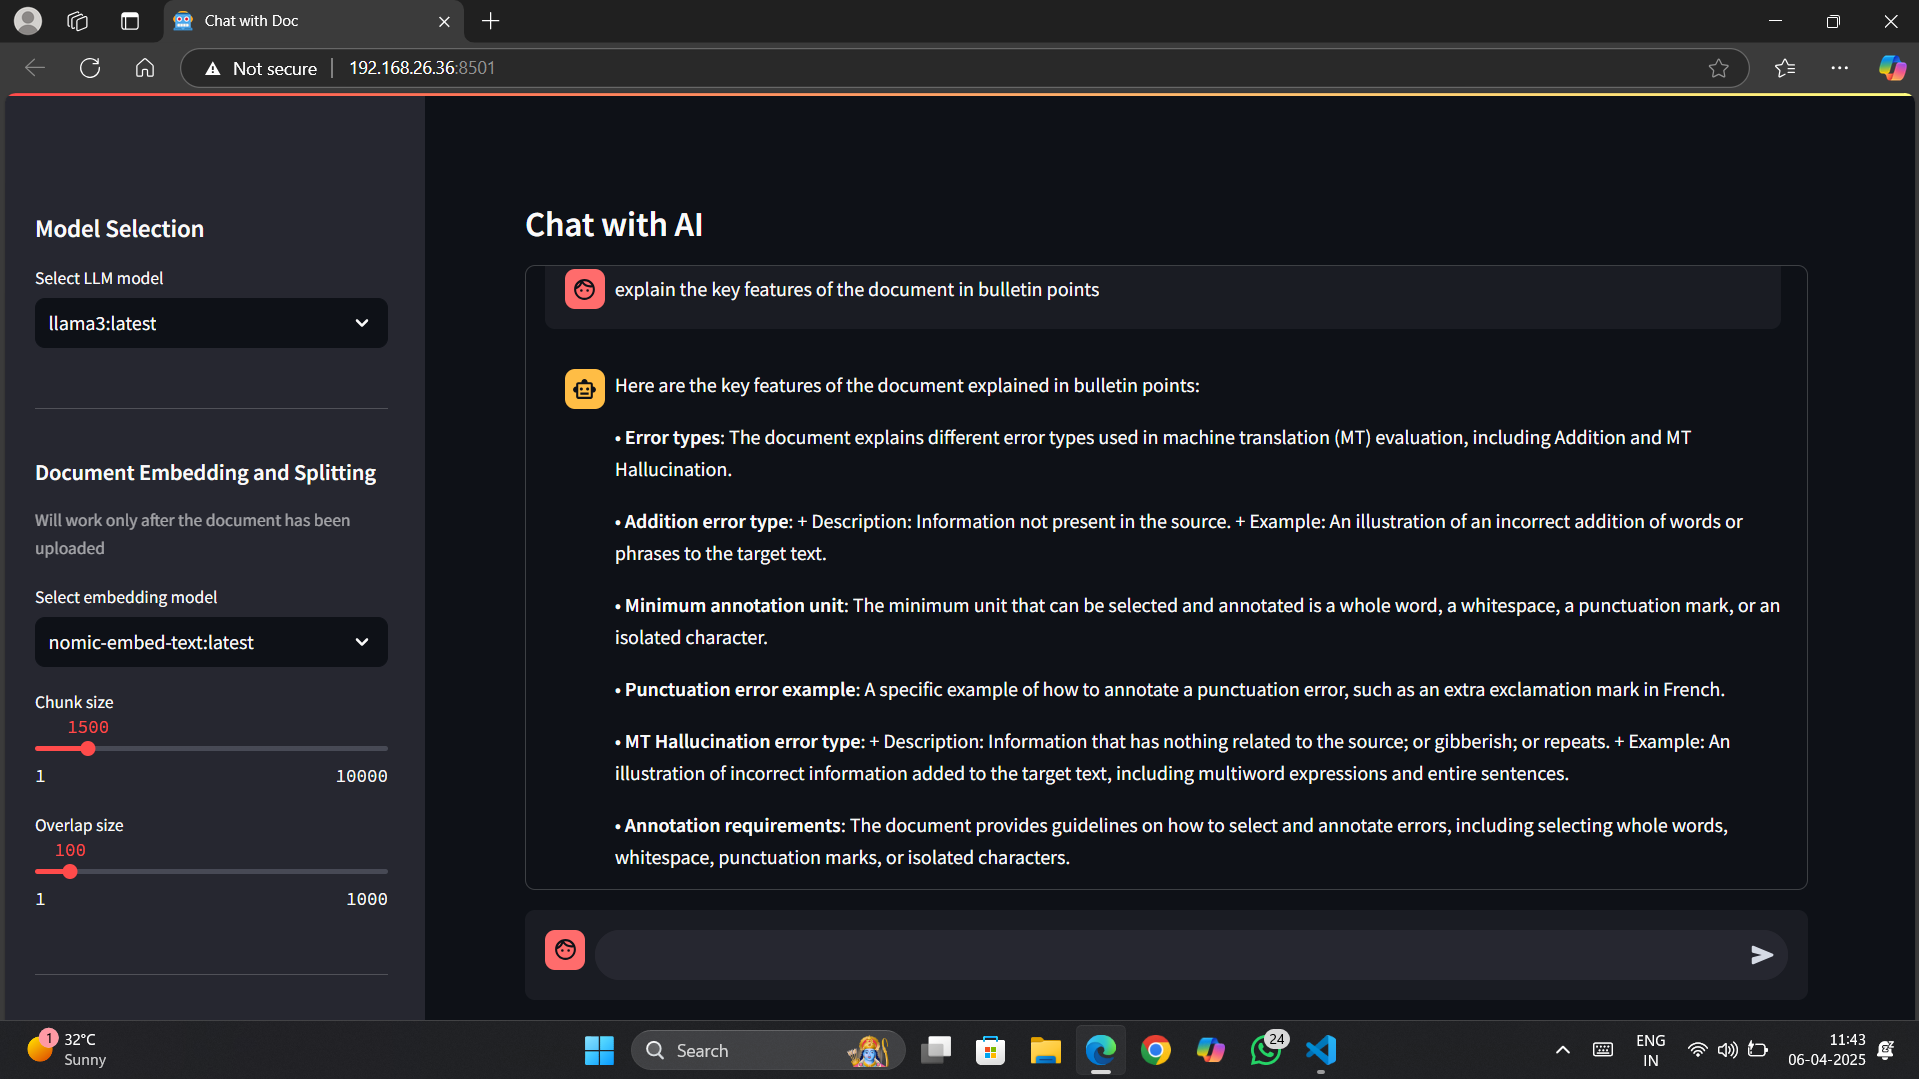 Chat with Doc
Not secure
192.168.26.36:8501
Model Selection
Select LLM model
llama3:latest
Document Embedding and Splitting
Will work only after the document has been
uploaded
Select embedding model
nomic-embed-text:latest
Chunk size
1500
1 10000
Overlap size
100
1 1000
Chat with AI
explain the key features of the document in bulletin points
Here are the key features of the document explained in bulletin points:
• Error types: The document explains different error types used in machine translation (MT) evaluation, including Addition and MT
Hallucination.
• Addition error type: + Description: Information not present in the source. + Example: An illustration of an incorrect addition of words or
phrases to the target text.
• Minimum annotation unit: The minimum unit that can be selected and annotated is a whole word, a whitespace, a punctuation mark, or an
isolated character.
• Punctuation error example: A specific example of how to annotate a punctuation error, such as an extra exclamation mark in French.
• MT Hallucination error type: + Description: Information that has nothing related to the source; or gibberish; or repeats. + Example: An
illustration of incorrect information added to the target text, including multiword expressions and entire sentences.
• Annotation requirements: The document provides guidelines on how to select and annotate errors, including selecting whole words,
whitespace, punctuation marks, or isolated characters.
1
32°C
Sunny
Search
24
ENG
IN
11:43
06-04-2025